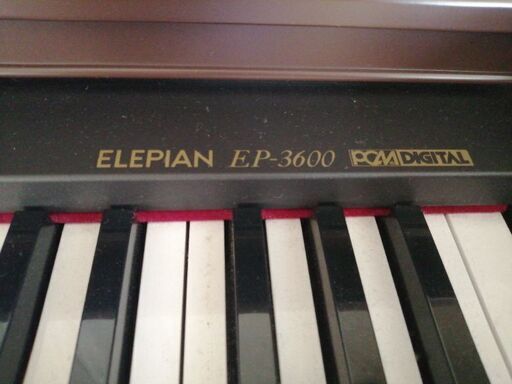 ELEPIAN EP-3600 PCM DIGITAL